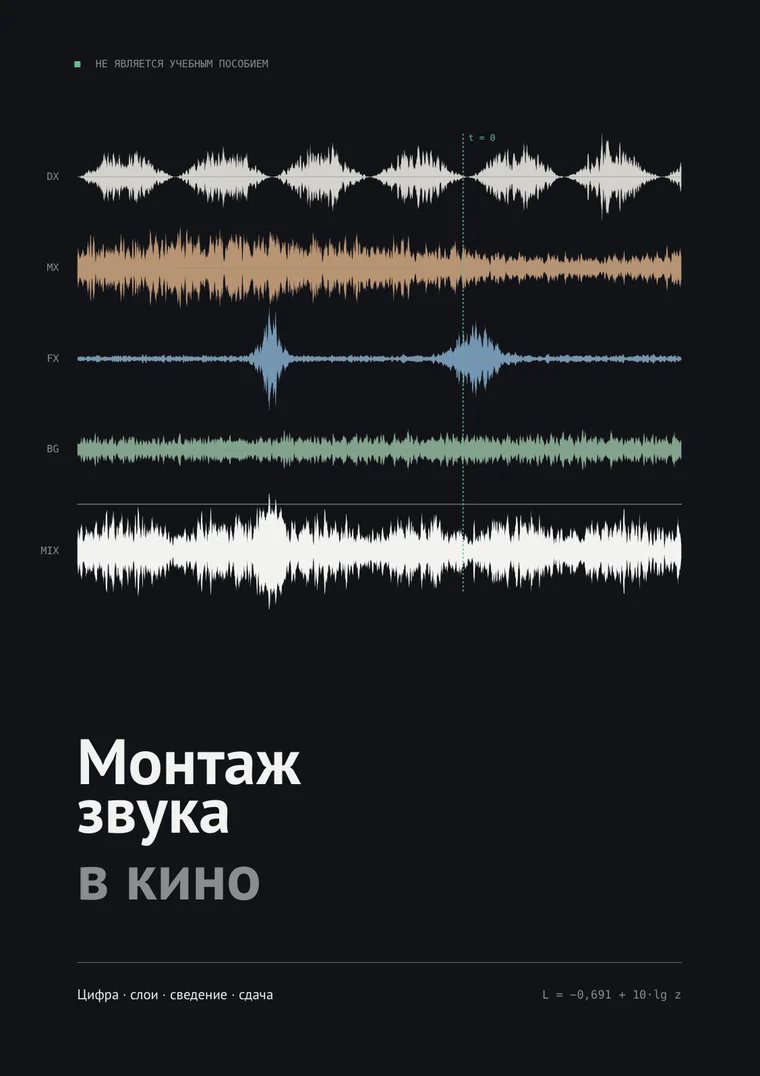 НЕ ЯВЛЯЕТСЯ УЧЕБНЫМ ПОСОБИЕМ
t = 0
DX
MX
FX
BG
MIX
Монтаж
звука
в кино
Цифра · слои · сведение · сдача
L = −0,691 + 10·lg z